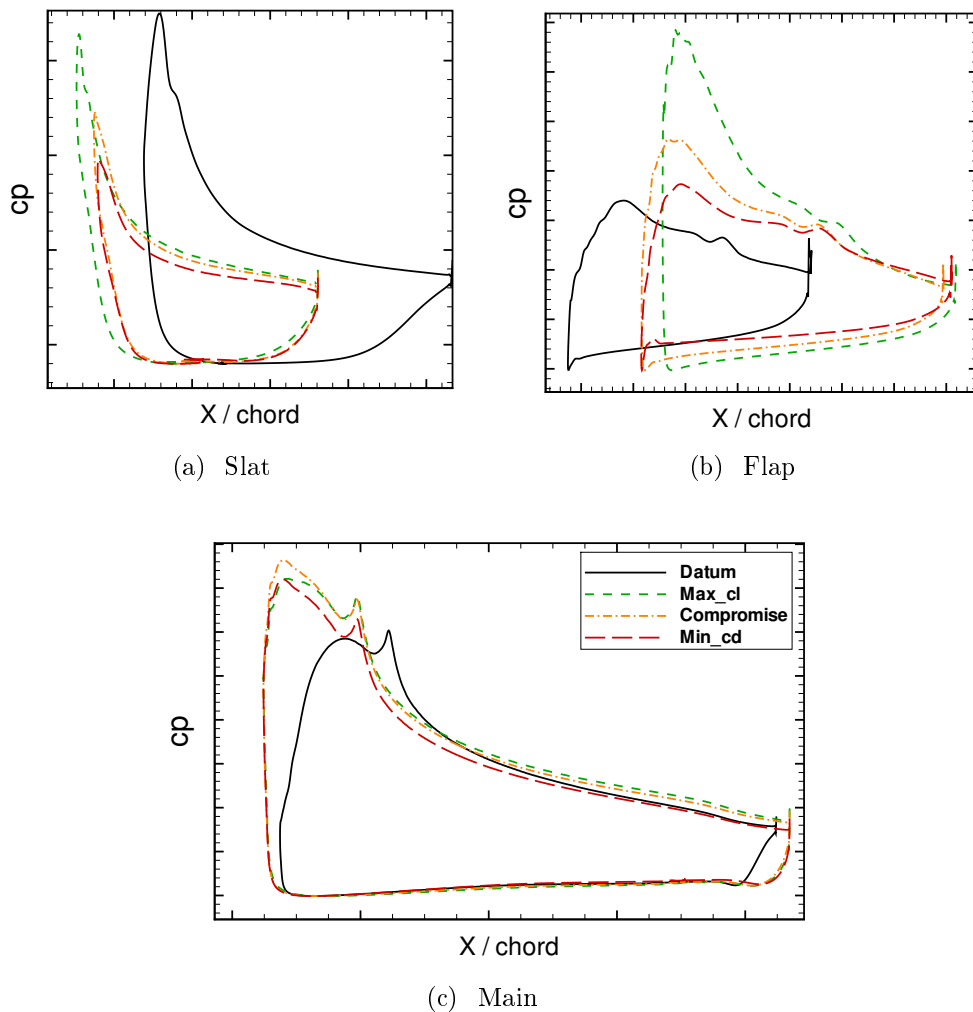 cp
X / chord
(a) Slat
cp
X / chord
(b) Flap
Datum
Max_cl
Compromise
Min_cd
cp
X / chord
(c) Main